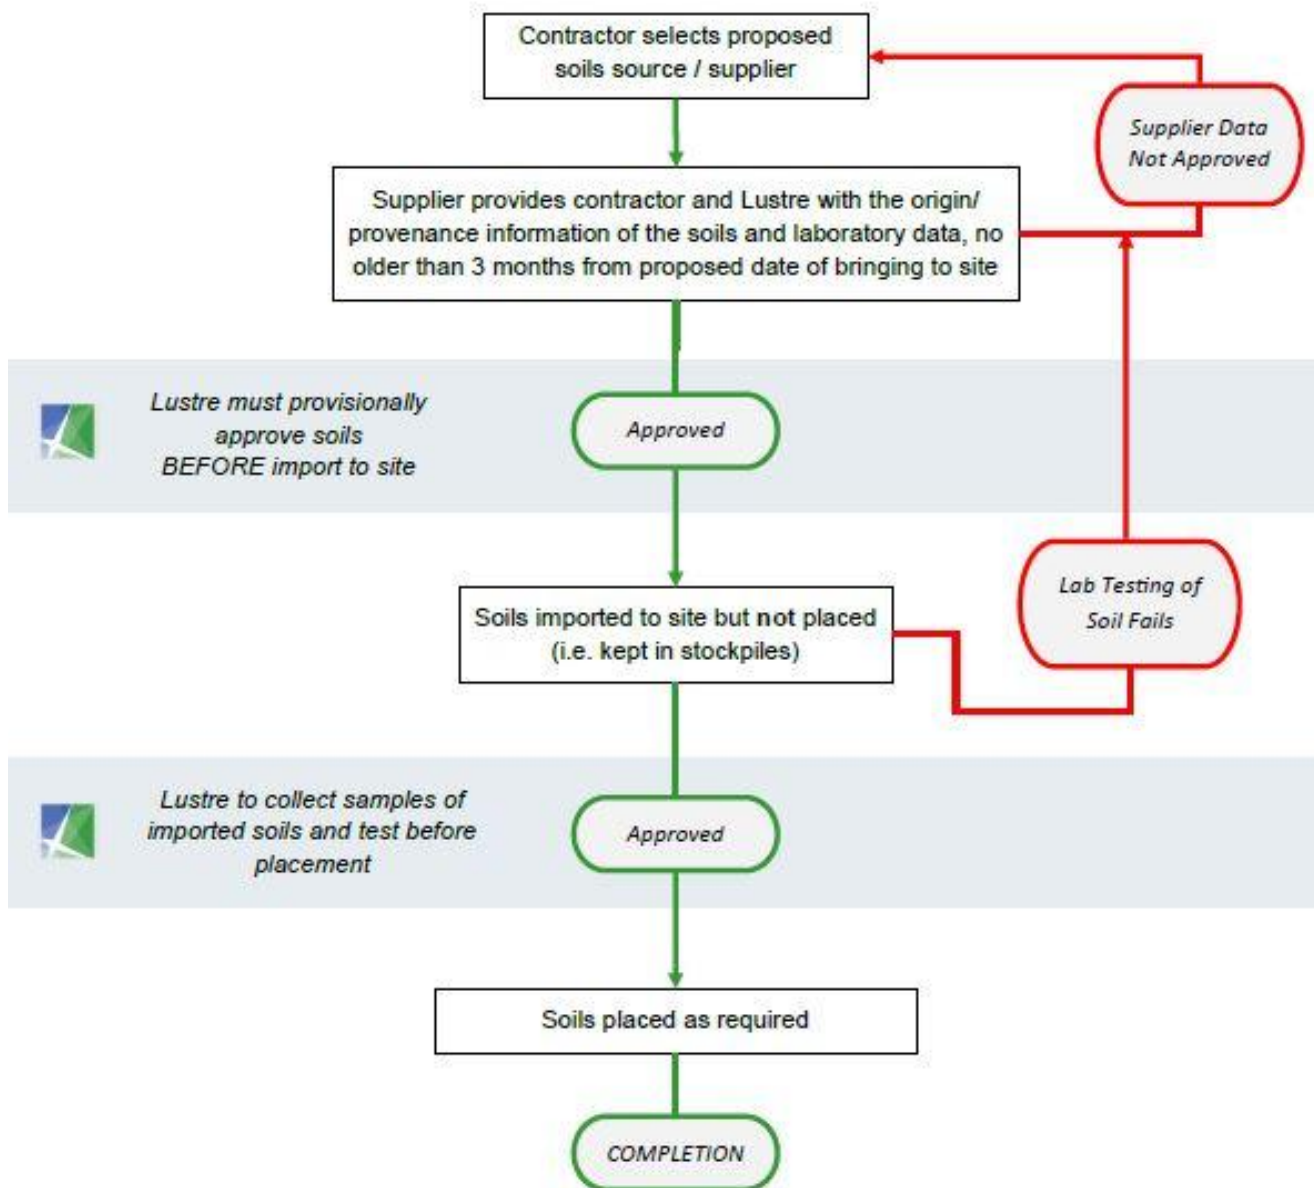 Contractor selects proposed
soils source / supplier
Supplier Data
Not Approved
Supplier provides contractor and Lustre with the origin/
provenance information of the soils and laboratory data, no
older than 3 months from proposed date of bringing to site
Lustre must provisionally
approve soils
BEFORE import to site
Approved
Lab Testing of
Soil Fails
Soils imported to site but not placed
(i.e. kept in stockpiles)
Lustre to collect samples of
imported soils and test before
placement
Approved
Soils placed as required
COMPLETION